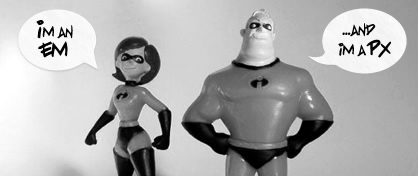 im an
EM
...and
im a PX